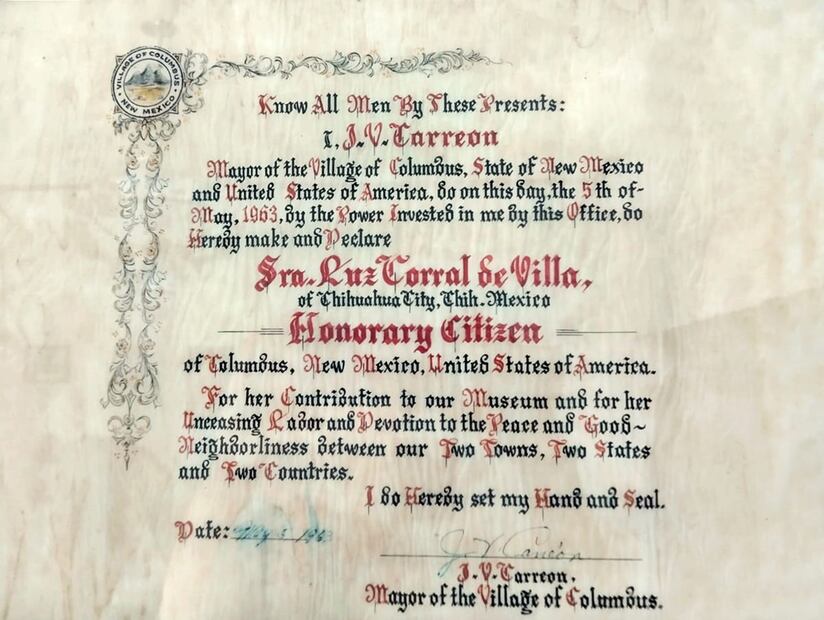 VILLAGE OF COLUMBUS
NEW MEXICO
Know All Men By These Presents:
I, J.V. Carreon
Mayor of the Village of Columbus, State of New Mexico
and United States of America, do on this day, the 5th of-
May, 1963, by the Power Invested in me by this Office, do
Hereby make and Declare
Sra. Luz Corral de Villa,
of Chihuahua City, Chih. Mexico
Honorary Citizen
of Columbus, New Mexico, United States of America.
For her Contribution to our Museum and for her
Unceasing Labor and Devotion to the Peace and Good-
Neighborliness between our Two Towns, Two States
and Two Countries.
I do Hereby set my Hand and Seal.
Date: May 5 1963
J V Carreon
J.V. Carreon,
Mayor of the Village of Columbus.